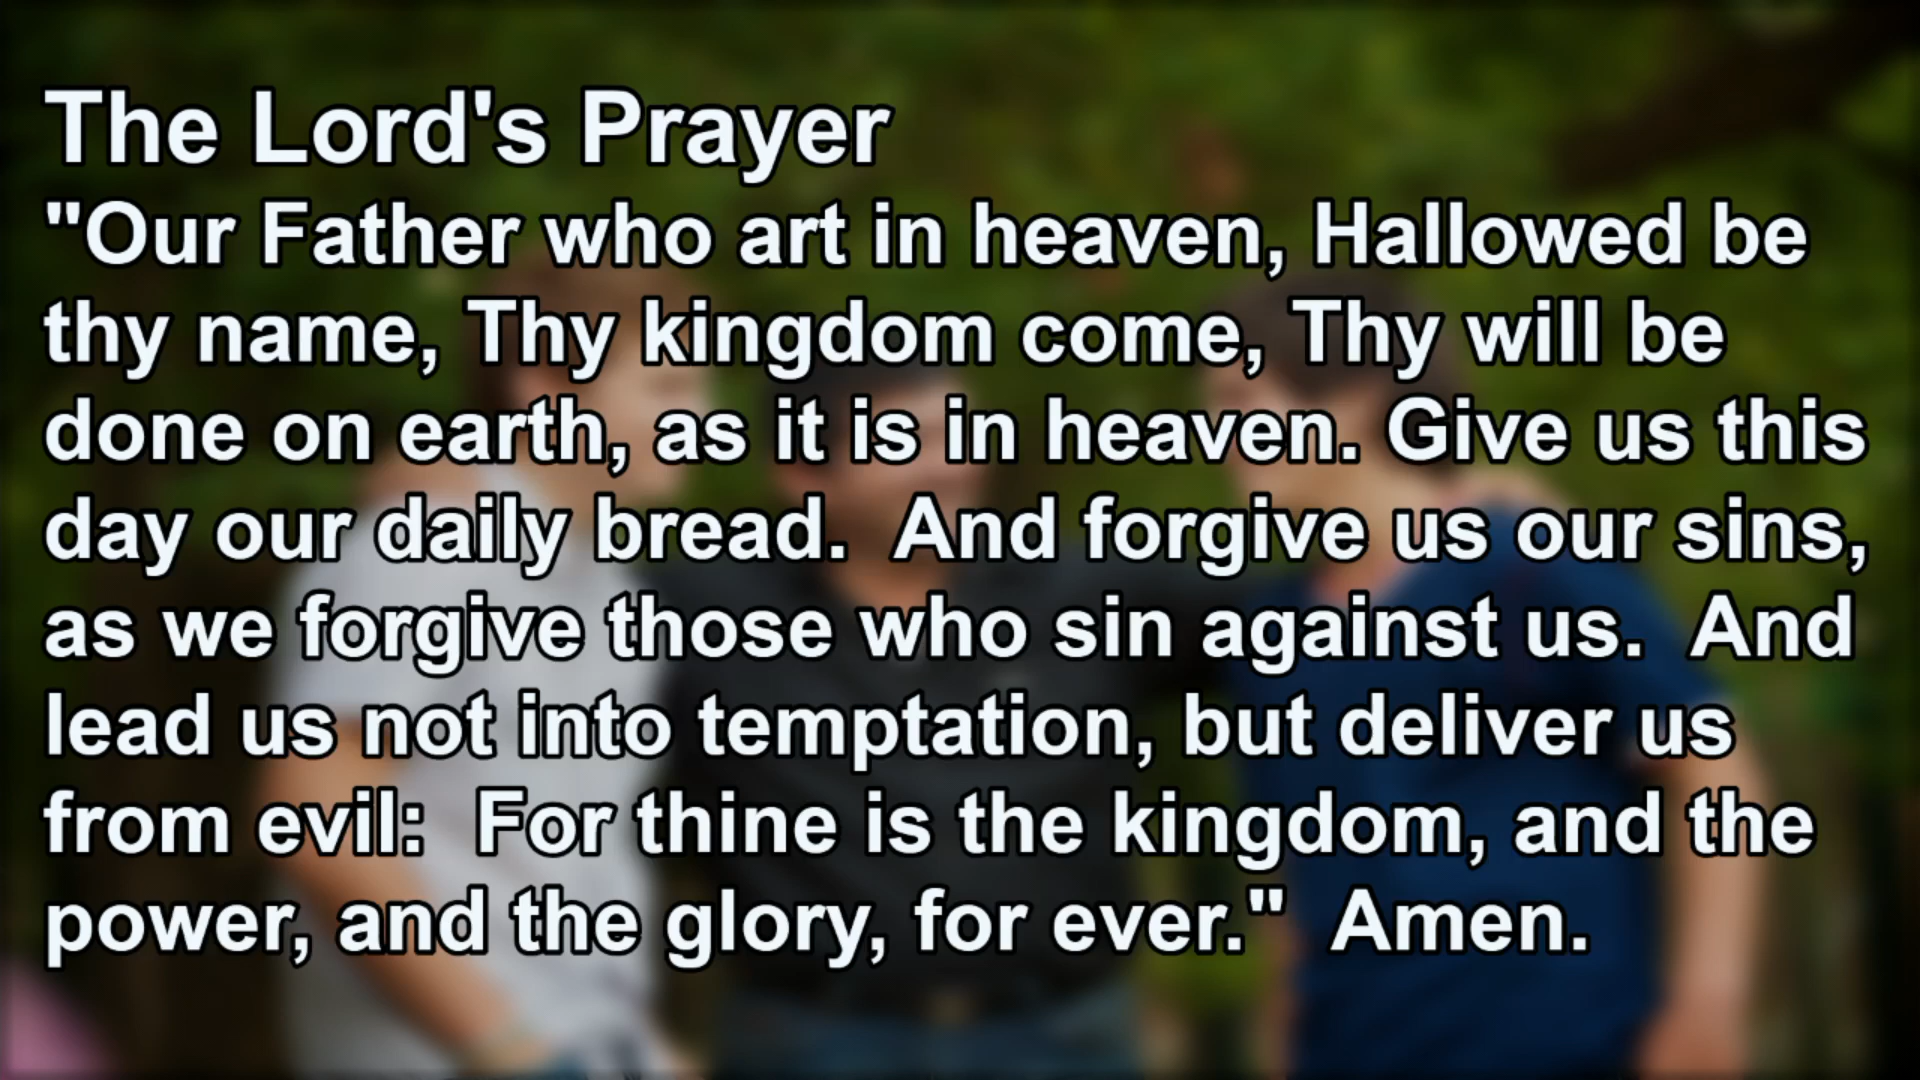 The Lord's Prayer
"Our Father who art in heaven, Hallowed be
thy name, Thy kingdom come, Thy will be
done on earth, as it is in heaven. Give us this
day our daily bread.  And forgive us our sins,
as we forgive those who sin against us.  And
lead us not into temptation, but deliver us
from evil:  For thine is the kingdom, and the
power, and the glory, for ever."  Amen.